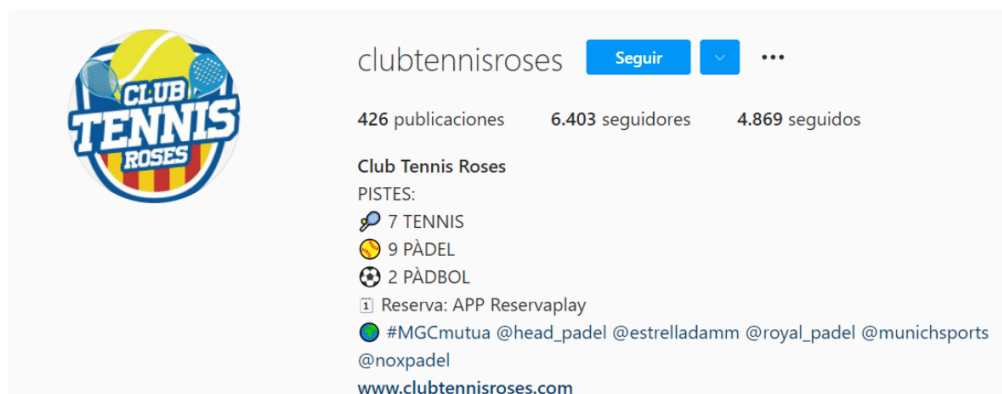 CLUB
TENNIS
ROSES
clubtennisroses Seguir
426 publicaciones 6.403 seguidores 4.869 seguidos
Club Tennis Roses
PISTES:
🎾 7 TENNIS
🥎 9 PÀDEL
⚽ 2 PÀDBOL
Reserva: APP Reservaplay
🌍 #MGCmutua @head_padel @estrelladamm @royal_padel @munichsports
@noxpadel
www.clubtennisroses.com